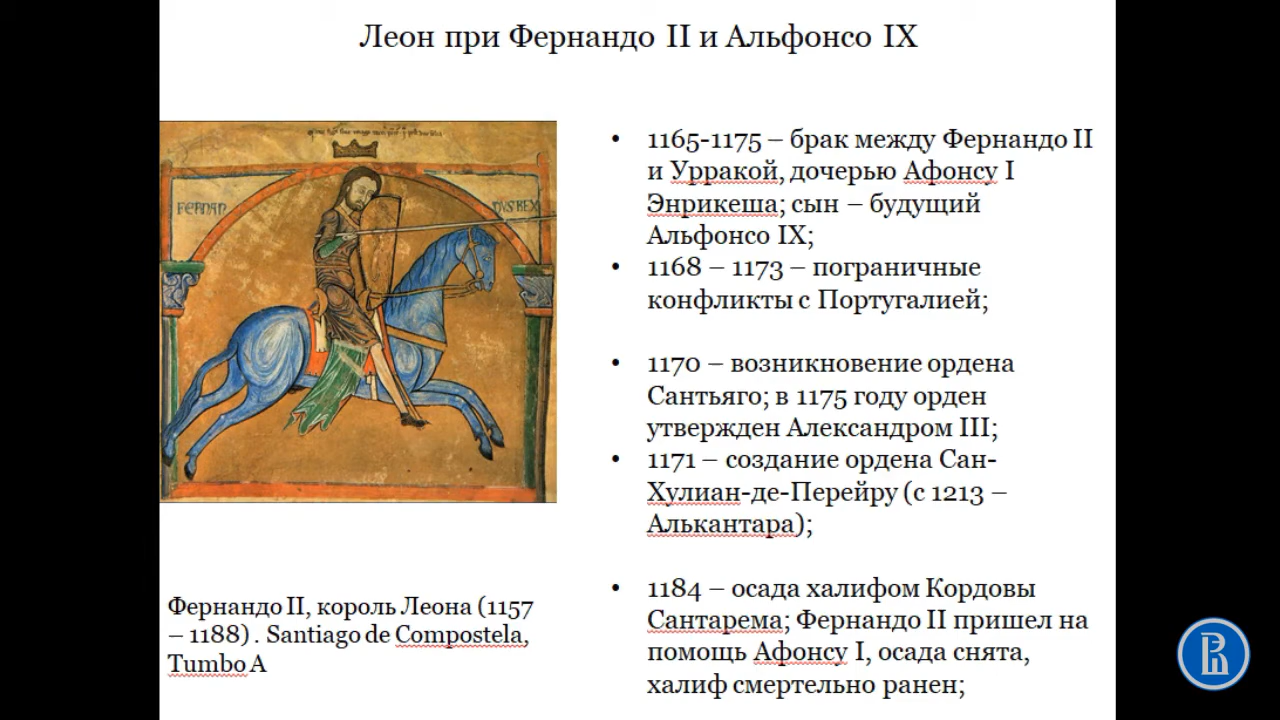 Леон при Фернандо II и Альфонсо IX
FERNAN
DUS REX
Фернандо II, король Леона (1157
– 1188) . Santiago de Compostela,
Tumbo A
• 1165-1175 – брак между Фернандо II
и Урракой, дочерью Афонсу I
Энрикеша; сын – будущий
Альфонсо IX;
• 1168 – 1173 – пограничные
конфликты с Португалией;
• 1170 – возникновение ордена
Сантьяго; в 1175 году орден
утвержден Александром III;
• 1171 – создание ордена Сан-
Хулиан-де-Перейру (с 1213 –
Алькантара);
• 1184 – осада халифом Кордовы
Сантарема; Фернандо II пришел на
помощь Афонсу I, осада снята,
халиф смертельно ранен;